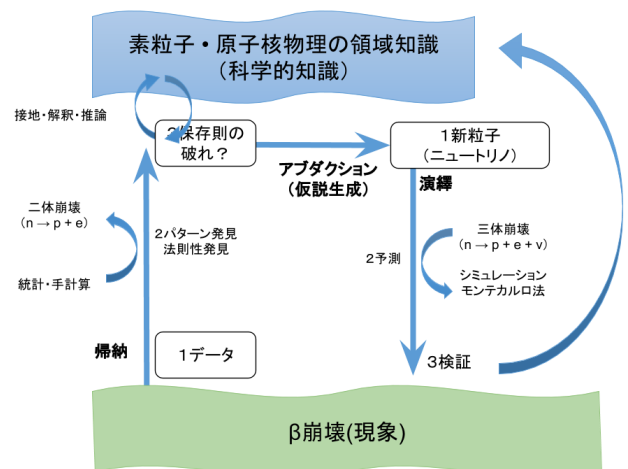 素粒子・原子核物理の領域知識
（科学的知識）
接地・解釈・推論
保存則の
破れ？
1新粒子
（ニュートリノ）
アブダクション
（仮説生成）
演繹
二体崩壊
(n → p + e)
2パターン発見
法則性発見
統計・手計算
2予測
三体崩壊
(n → p + e + ν)
シミュレーション
モンテカルロ法
帰納
1データ
3検証
β崩壊(現象)